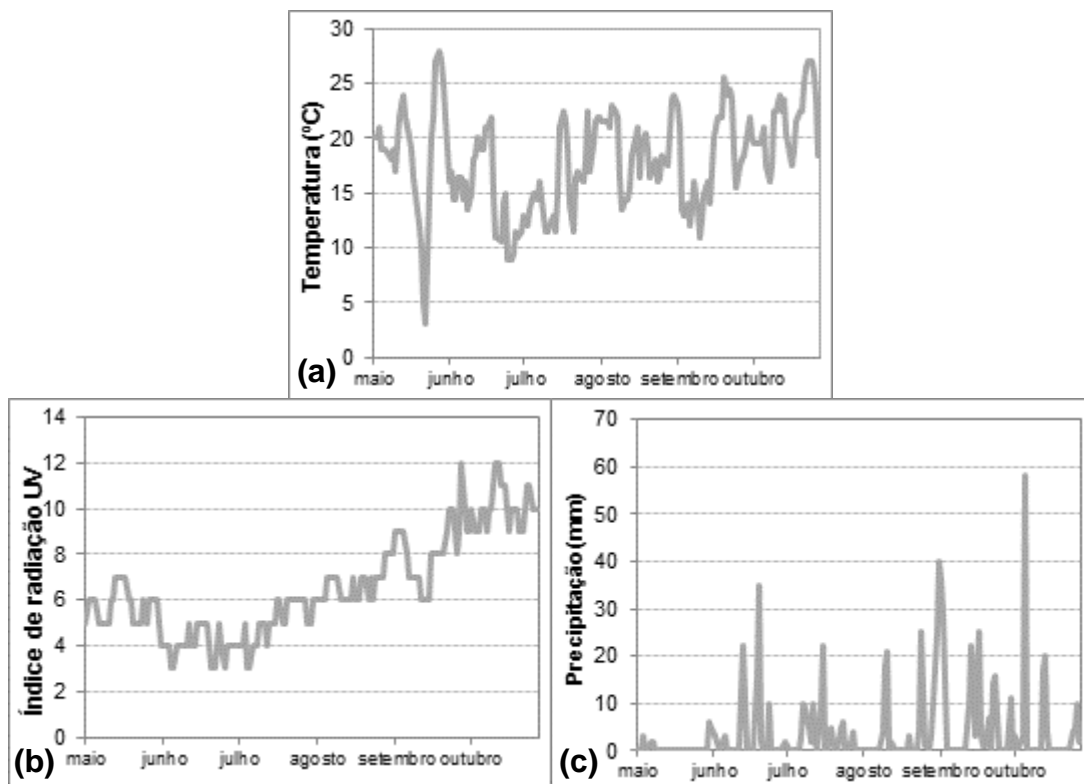 Temperatura (ºC)
30
25
20
15
10
5
0
maio junho julho agosto setembro outubro
(a)
Índice de radiação UV
14
12
10
8
6
4
2
0
maio junho julho agosto setembro outubro
(b)
Precipitação (mm)
70
60
50
40
30
20
10
0
maio junho julho agosto setembro outubro
(c)